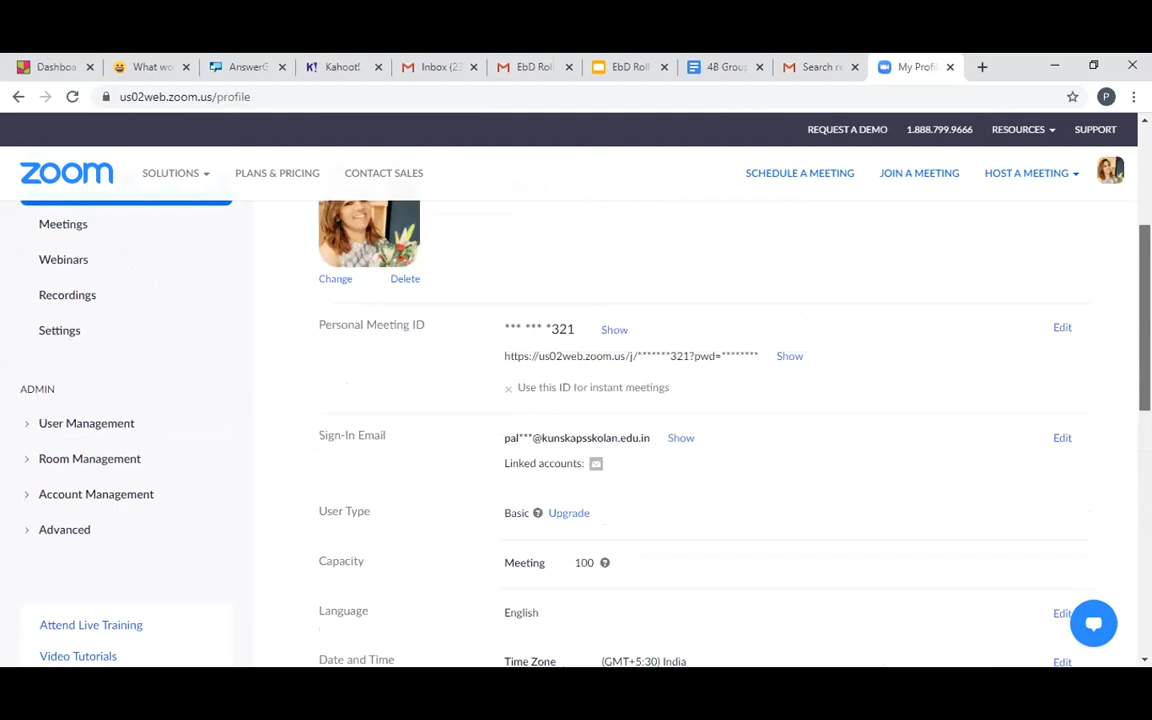 Dashboa
What wo
AnswerG
Kahoot!
Inbox (23
EbD Roll
EbD Roll
4B Group
Search re
My Profi
us02web.zoom.us/profile
P
REQUEST A DEMO 1.888.799.9666 RESOURCES SUPPORT
zoom SOLUTIONS PLANS & PRICING CONTACT SALES SCHEDULE A MEETING JOIN A MEETING HOST A MEETING
Meetings
Webinars
Recordings
Settings
ADMIN
User Management
Room Management
Account Management
Advanced
Attend Live Training
Video Tutorials
Change Delete
Personal Meeting ID *** *** *321 Show Edit
https://us02web.zoom.us/j/*******321?pwd=******** Show
Use this ID for instant meetings
Sign-In Email pal***@kunskapsskolan.edu.in Show Edit
Linked accounts:
User Type Basic Upgrade
Capacity Meeting 100
Language English Edit
Date and Time Time Zone (GMT+5:30) India Edit